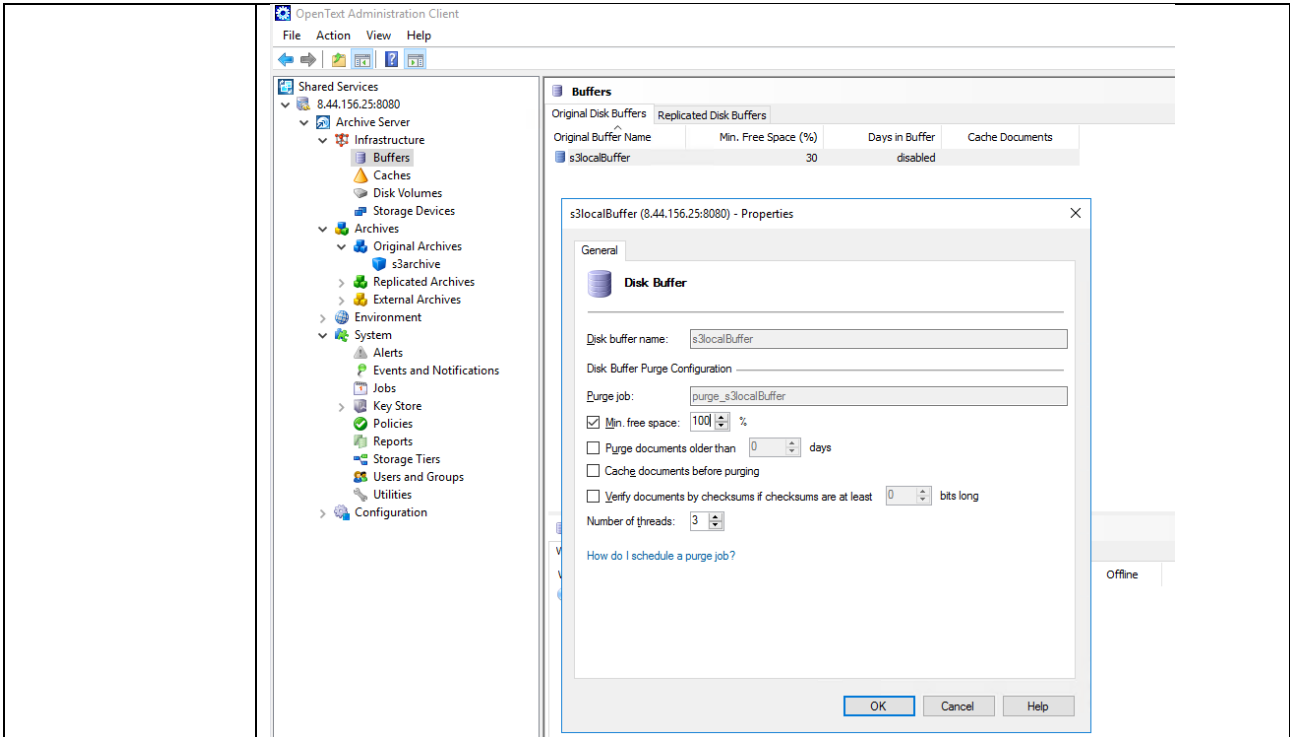 OpenText Administration Client
File Action View Help
Shared Services
8.44.156.25:8080
Archive Server
Infrastructure
Buffers
Caches
Disk Volumes
Storage Devices
Archives
Original Archives
s3archive
Replicated Archives
External Archives
Environment
System
Alerts
Events and Notifications
Jobs
Key Store
Policies
Reports
Storage Tiers
Users and Groups
Utilities
Configuration
Buffers
Original Disk Buffers Replicated Disk Buffers
Original Buffer Name Min. Free Space (%) Days in Buffer Cache Documents
s3localBuffer 30 disabled
s3localBuffer (8.44.156.25:8080) - Properties
General
Disk Buffer
Disk buffer name: s3localBuffer
Disk Buffer Purge Configuration
Purge job: purge_s3localBuffer
Min. free space: 100 %
Purge documents older than 0 days
Cache documents before purging
Verify documents by checksums if checksums are at least 0 bits long
Number of threads: 3
How do I schedule a purge job?
Offline
OK Cancel Help